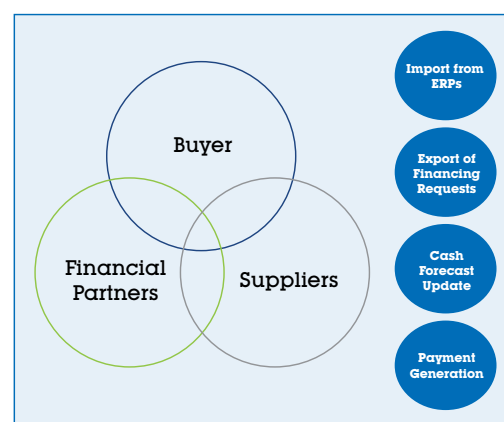 Buyer
Financial
Partners
Suppliers
Import from
ERPs
Export of
Financing
Requests
Cash
Forecast
Update
Payment
Generation